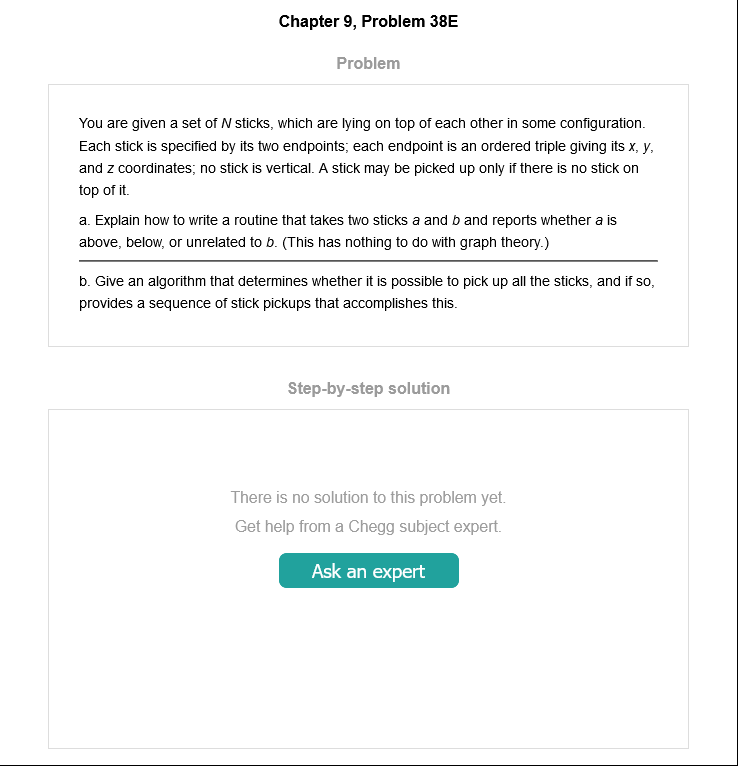 Chapter 9, Problem 38E
Problem
You are given a set of N sticks, which are lying on top of each other in some configuration.
Each stick is specified by its two endpoints; each endpoint is an ordered triple giving its x, y,
and z coordinates; no stick is vertical. A stick may be picked up only if there is no stick on
top of it.
a. Explain how to write a routine that takes two sticks a and b and reports whether a is
above, below, or unrelated to b. (This has nothing to do with graph theory.)
b. Give an algorithm that determines whether it is possible to pick up all the sticks, and if so,
provides a sequence of stick pickups that accomplishes this.
Step-by-step solution
There is no solution to this problem yet.
Get help from a Chegg subject expert.
Ask an expert